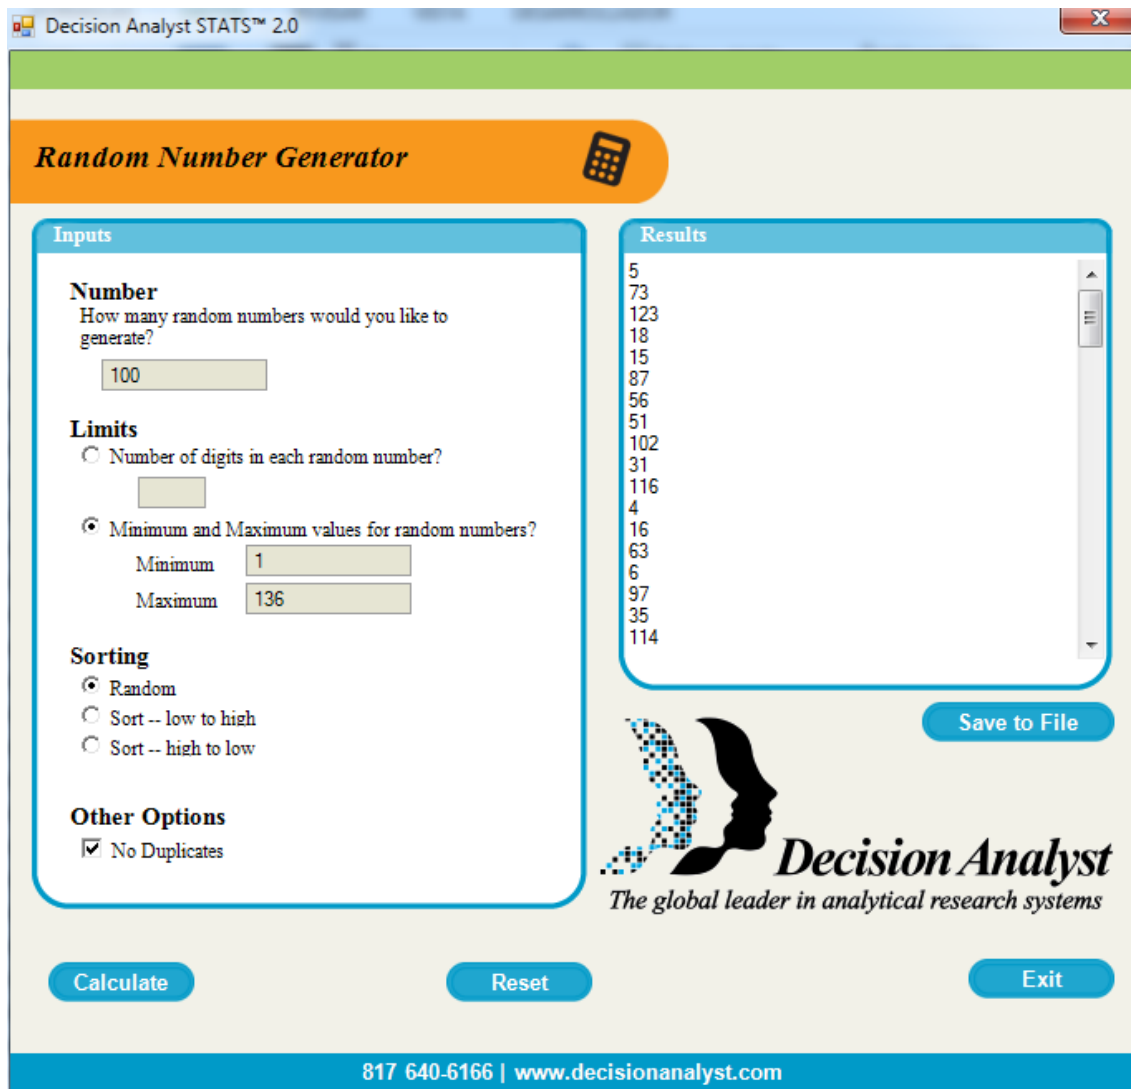 Decision Analyst STATS™ 2.0
Random Number Generator
Inputs
Number
How many random numbers would you like to
generate?
100
Limits
Number of digits in each random number?
Minimum and Maximum values for random numbers?
Minimum 1
Maximum 136
Sorting
Random
Sort -- low to high
Sort -- high to low
Other Options
No Duplicates
Results
5
73
123
18
15
87
56
51
102
31
116
4
16
63
6
97
35
114
Save to File
Decision Analyst
The global leader in analytical research systems
Calculate
Reset
Exit
817 640-6166 | www.decisionanalyst.com